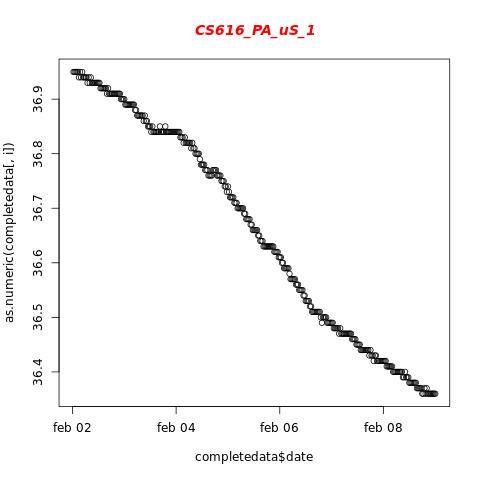 CS616_PA_uS_1
as.numeric(completedata[, i])
36.9
36.8
36.7
36.6
36.5
36.4
feb 02
feb 04
feb 06
feb 08
completedata$date